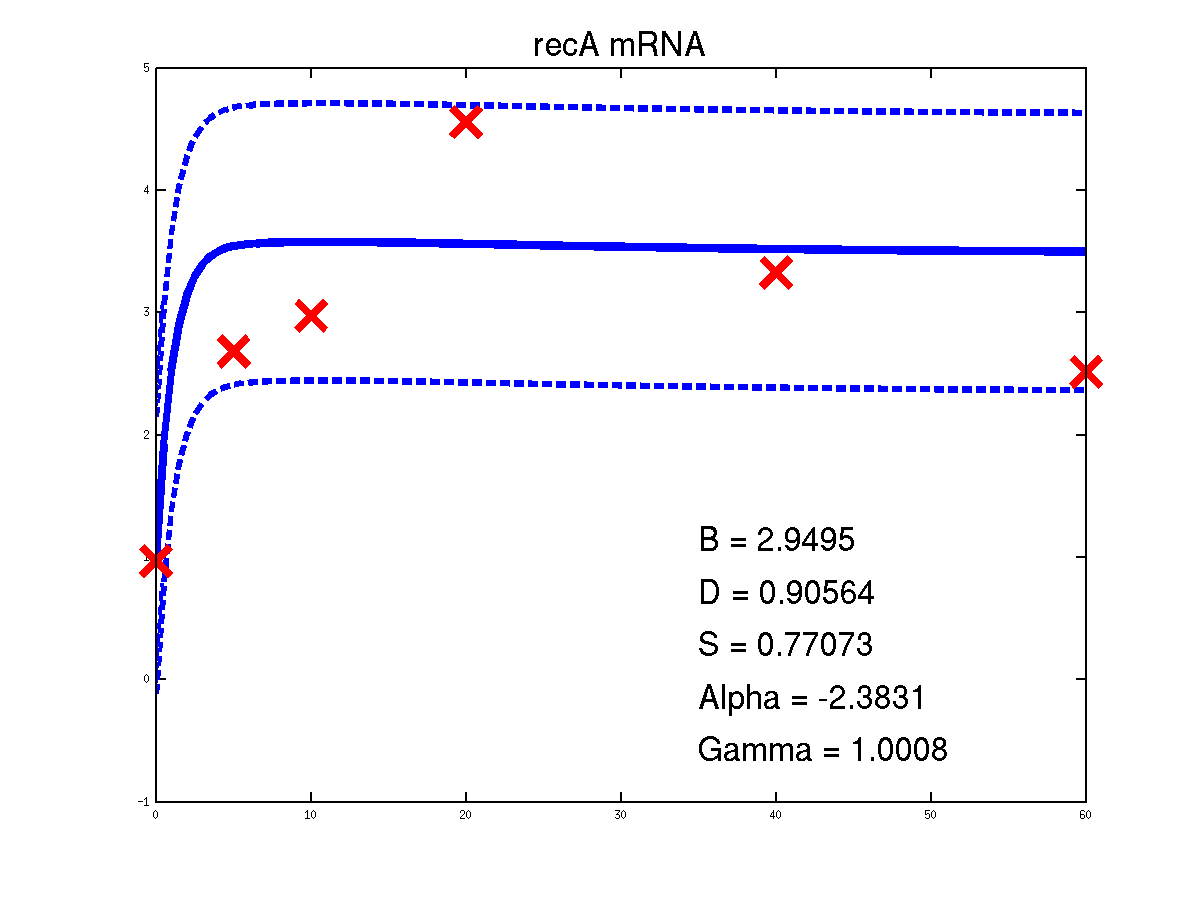 recA mRNA
5
4
3
2
1
0
-1
B = 2.9495
D = 0.90564
S = 0.77073
Alpha = -2.3831
Gamma = 1.0008
0 10 20 30 40 50 60